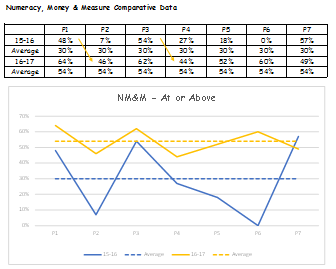 Numeracy, Money & Measure Comparative Data
P1 P2 P3 P4 P5 P6 P7
15-16 48% 7% 54% 27% 18% 0% 57%
Average 30% 30% 30% 30% 30% 30% 30%
16-17 64% 46% 62% 44% 52% 60% 49%
Average 54% 54% 54% 54% 54% 54% 54%
NM&M - At or Above
70%
60%
50%
40%
30%
20%
10%
0%
P1 P2 P3 P4 P5 P6 P7
15-16 Average 16-17 Average